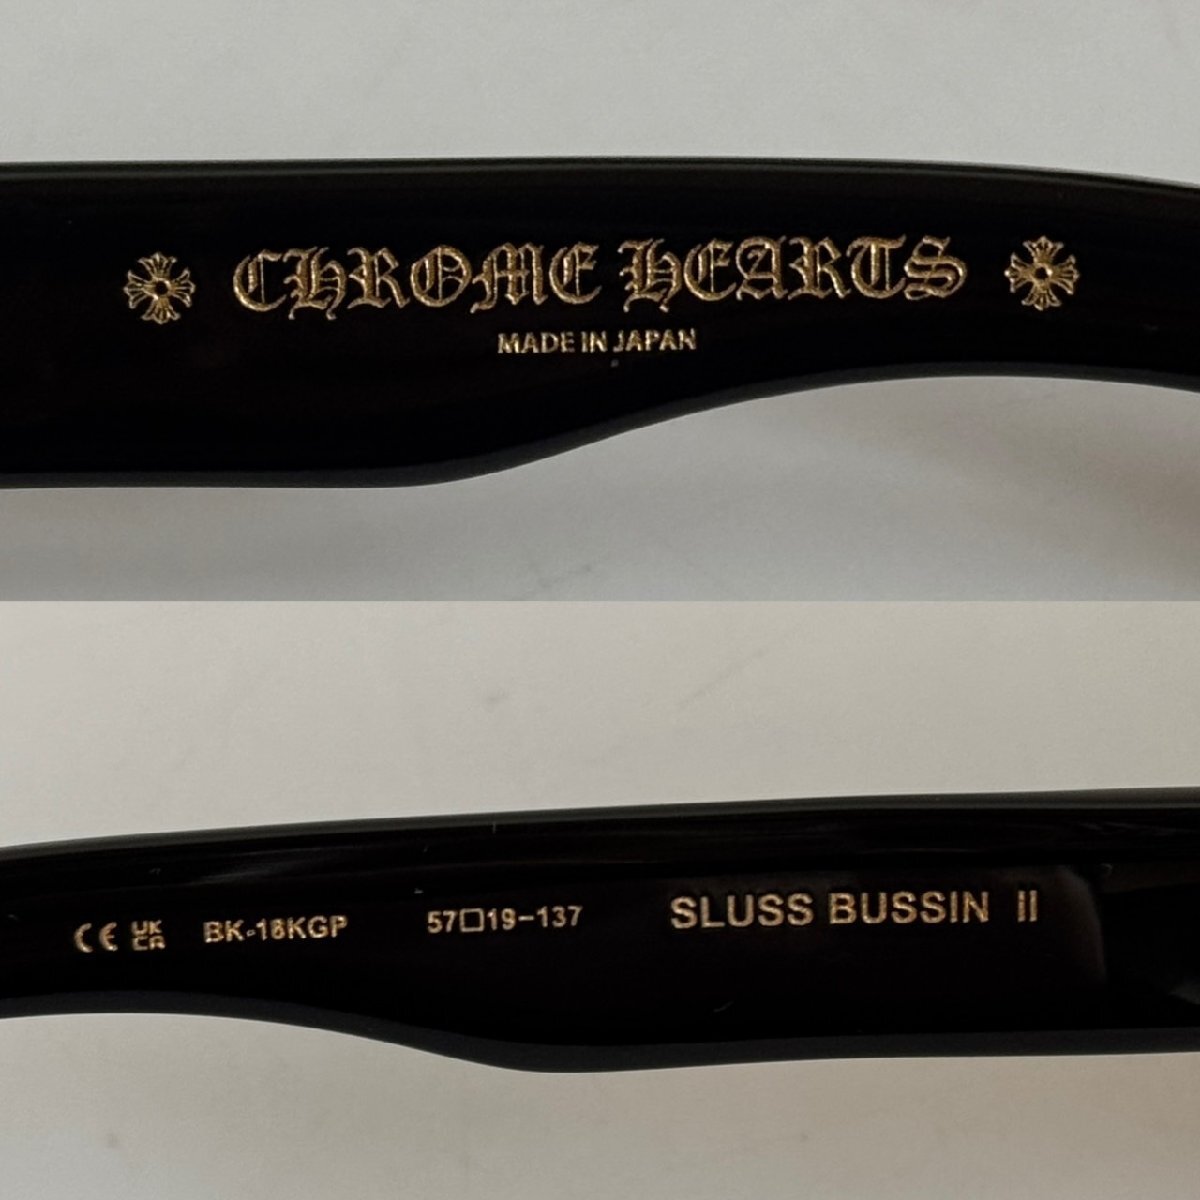 CHROME HEARTS
MADE IN JAPAN
CE UK CA BK-18KGP 57□19-137 SLUSS BUSSIN II